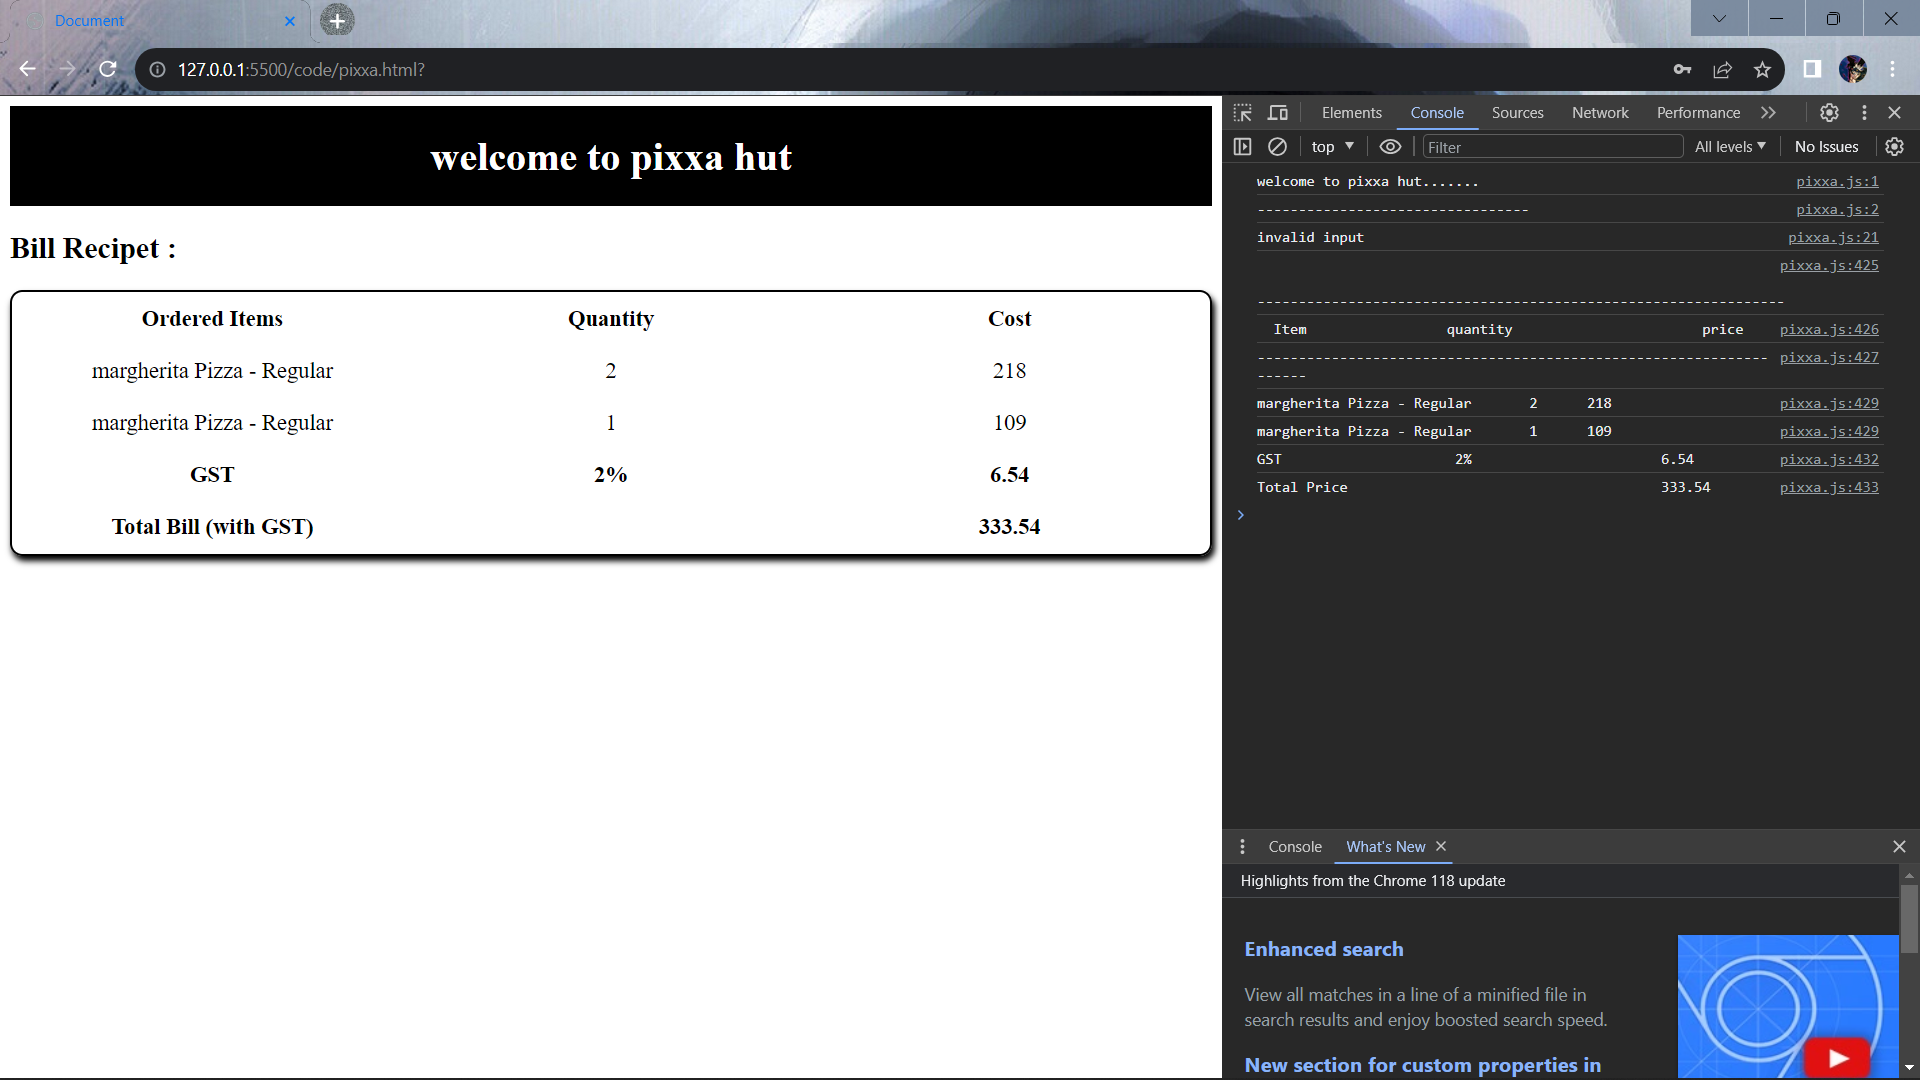 Document
127.0.0.1:5500/code/pixxa.html?
welcome to pixxa hut
Bill Recipet :
Ordered Items Quantity Cost
margherita Pizza - Regular 2 218
margherita Pizza - Regular 1 109
GST 2% 6.54
Total Bill (with GST) 333.54
Elements Console Sources Network Performance
top Filter All levels No Issues
welcome to pixxa hut....... pixxa.js:1
--------------------------------- pixxa.js:2
invalid input pixxa.js:21
pixxa.js:425
----------------------------------------------------------------
Item quantity price pixxa.js:426
-------------------------------------------------------------- pixxa.js:427
------
margherita Pizza - Regular 2 218 pixxa.js:429
margherita Pizza - Regular 1 109 pixxa.js:429
GST 2% 6.54 pixxa.js:432
Total Price 333.54 pixxa.js:433
Console What's New
Highlights from the Chrome 118 update
Enhanced search
View all matches in a line of a minified file in
search results and enjoy boosted search speed.
New section for custom properties in